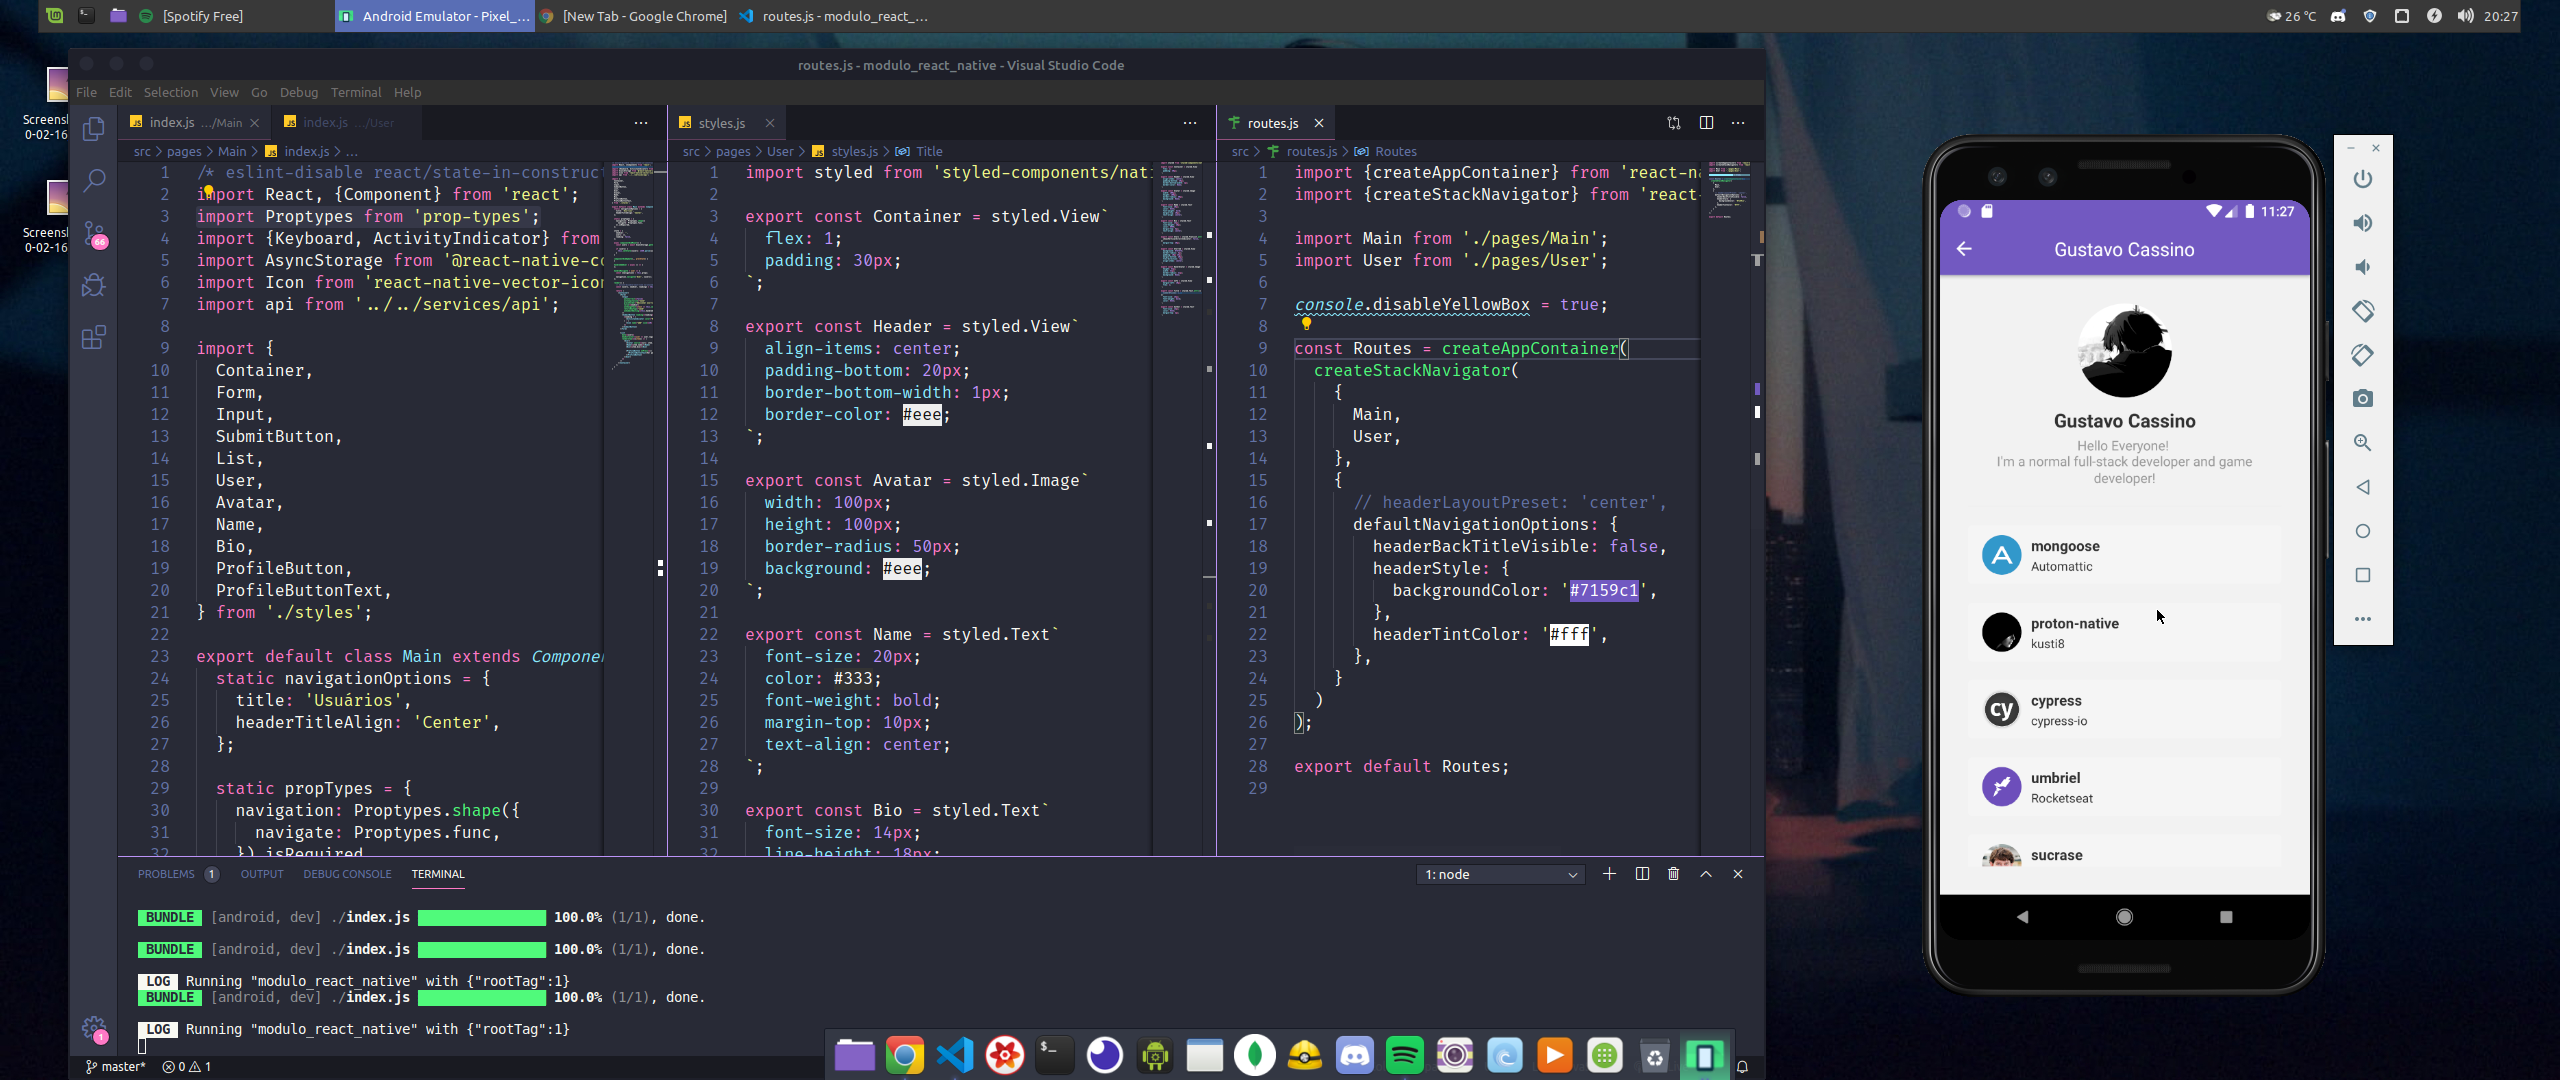 [Spotify Free]
Android Emulator - Pixel_...
[New Tab - Google Chrome]
routes.js - modulo_react_...
26 °C
20:27
Screensh
0-02-16
Screensh
0-02-16
routes.js - modulo_react_native - Visual Studio Code
File Edit Selection View Go Debug Terminal Help
index.js .../Main
index.js .../User
src > pages > Main > index.js > ...
1 /* eslint-disable react/state-in-construct
2 import React, {Component} from 'react';
3 import Proptypes from 'prop-types';
4 import {Keyboard, ActivityIndicator} from
5 import AsyncStorage from '@react-native-co
6 import Icon from 'react-native-vector-icon
7 import api from '../../services/api';
8
9 import {
10 Container,
11 Form,
12 Input,
13 SubmitButton,
14 List,
15 User,
16 Avatar,
17 Name,
18 Bio,
19 ProfileButton,
20 ProfileButtonText,
21 } from './styles';
22
23 export default class Main extends Componen
24 static navigationOptions = {
25 title: 'Usuários',
26 headerTitleAlign: 'Center',
27 };
28
29 static propTypes = {
30 navigation: Proptypes.shape({
31 navigate: Proptypes.func,
32 }).isRequired
styles.js
src > pages > User > styles.js > Title
1 import styled from 'styled-components/nati
2
3 export const Container = styled.View`
4 flex: 1;
5 padding: 30px;
6 `;
7
8 export const Header = styled.View`
9 align-items: center;
10 padding-bottom: 20px;
11 border-bottom-width: 1px;
12 border-color: #eee;
13 `;
14
15 export const Avatar = styled.Image`
16 width: 100px;
17 height: 100px;
18 border-radius: 50px;
19 background: #eee;
20 `;
21
22 export const Name = styled.Text`
23 font-size: 20px;
24 color: #333;
25 font-weight: bold;
26 margin-top: 10px;
27 text-align: center;
28 `;
29
30 export const Bio = styled.Text`
31 font-size: 14px;
32 line-height: 18px;
routes.js
src > routes.js > Routes
1 import {createAppContainer} from 'react-na
2 import {createStackNavigator} from 'react-
3
4 import Main from './pages/Main';
5 import User from './pages/User';
6
7 console.disableYellowBox = true;
8
9 const Routes = createAppContainer(
10 createStackNavigator(
11 {
12 Main,
13 User,
14 },
15 {
16 // headerLayoutPreset: 'center',
17 defaultNavigationOptions: {
18 headerBackTitleVisible: false,
19 headerStyle: {
20 backgroundColor: '#7159c1',
21 },
22 headerTintColor: '#fff',
23 },
24 }
25 )
26 );
27
28 export default Routes;
29
66
1
PROBLEMS 1 OUTPUT DEBUG CONSOLE TERMINAL
1: node
BUNDLE [android, dev] ./index.js 100.0% (1/1), done.
BUNDLE [android, dev] ./index.js 100.0% (1/1), done.
LOG Running "modulo_react_native" with {"rootTag":1}
BUNDLE [android, dev] ./index.js 100.0% (1/1), done.
LOG Running "modulo_react_native" with {"rootTag":1}
master* 0 1
$_
11:27
Gustavo Cassino
Gustavo Cassino
Hello Everyone!
I'm a normal full-stack developer and game
developer!
mongoose
Automattic
proton-native
kusti8
cy
cypress
cypress-io
umbriel
Rocketseat
sucrase